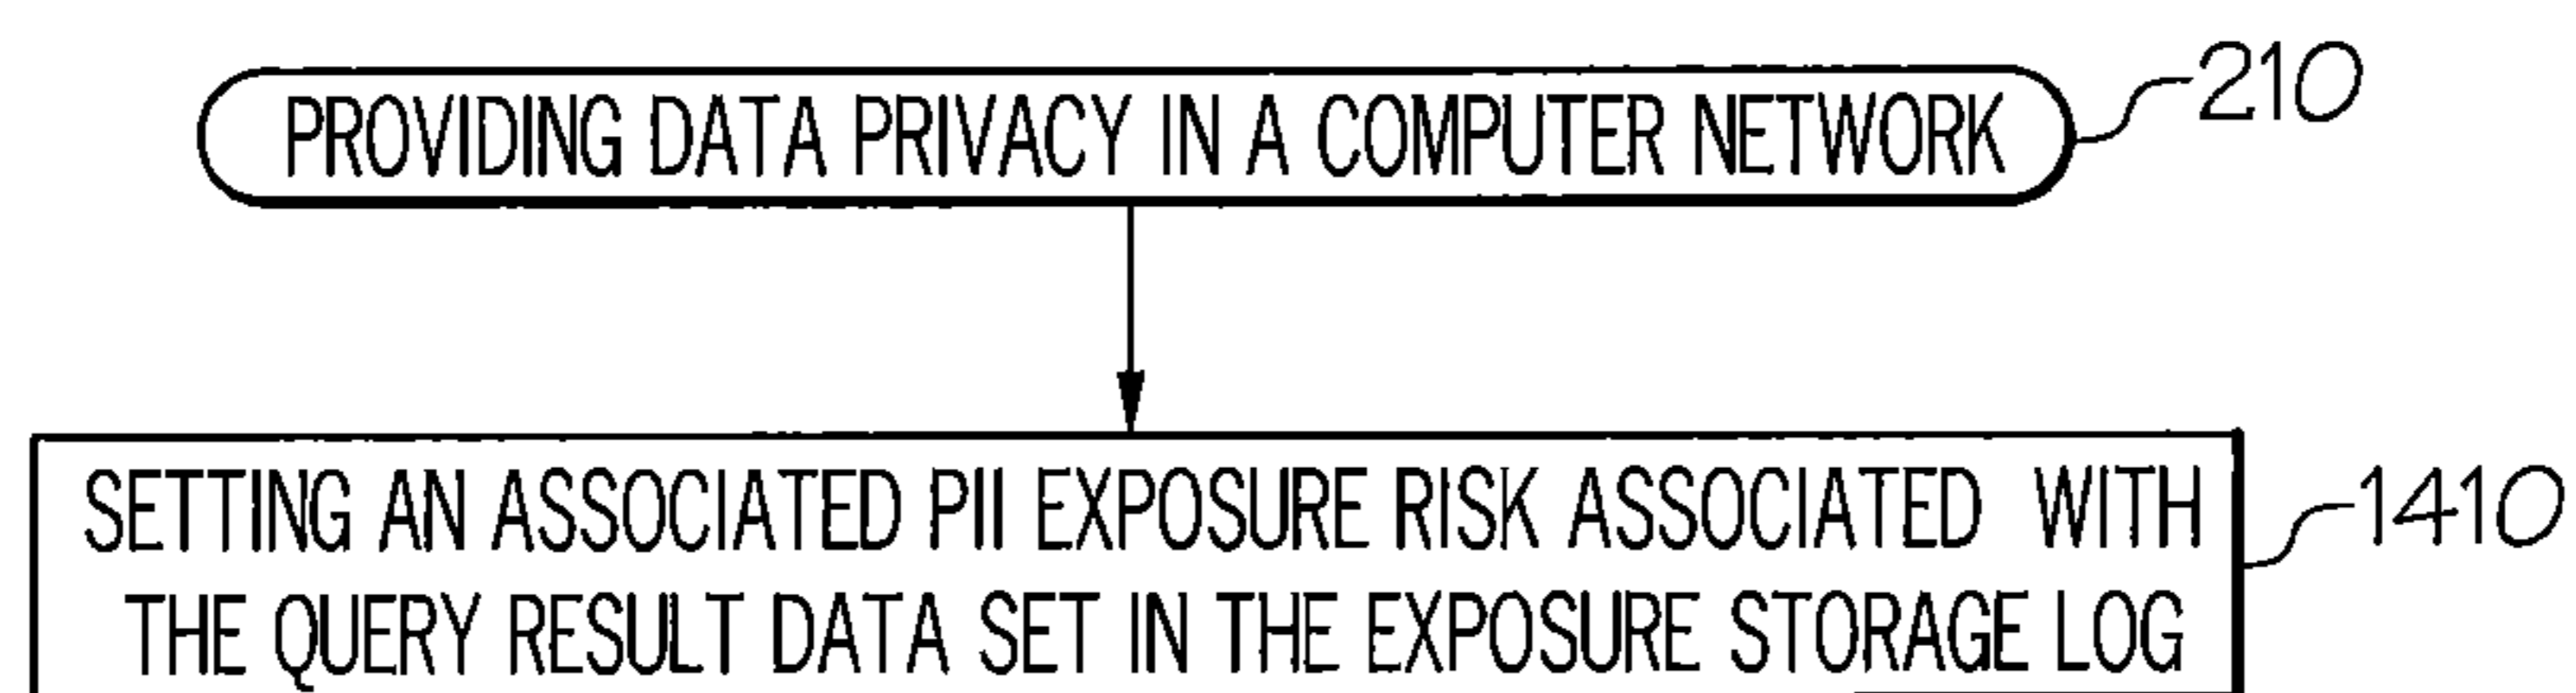 PROVIDING DATA PRIVACY IN A COMPUTER NETWORK 210
SETTING AN ASSOCIATED PII EXPOSURE RISK ASSOCIATED WITH 1410
THE QUERY RESULT DATA SET IN THE EXPOSURE STORAGE LOG